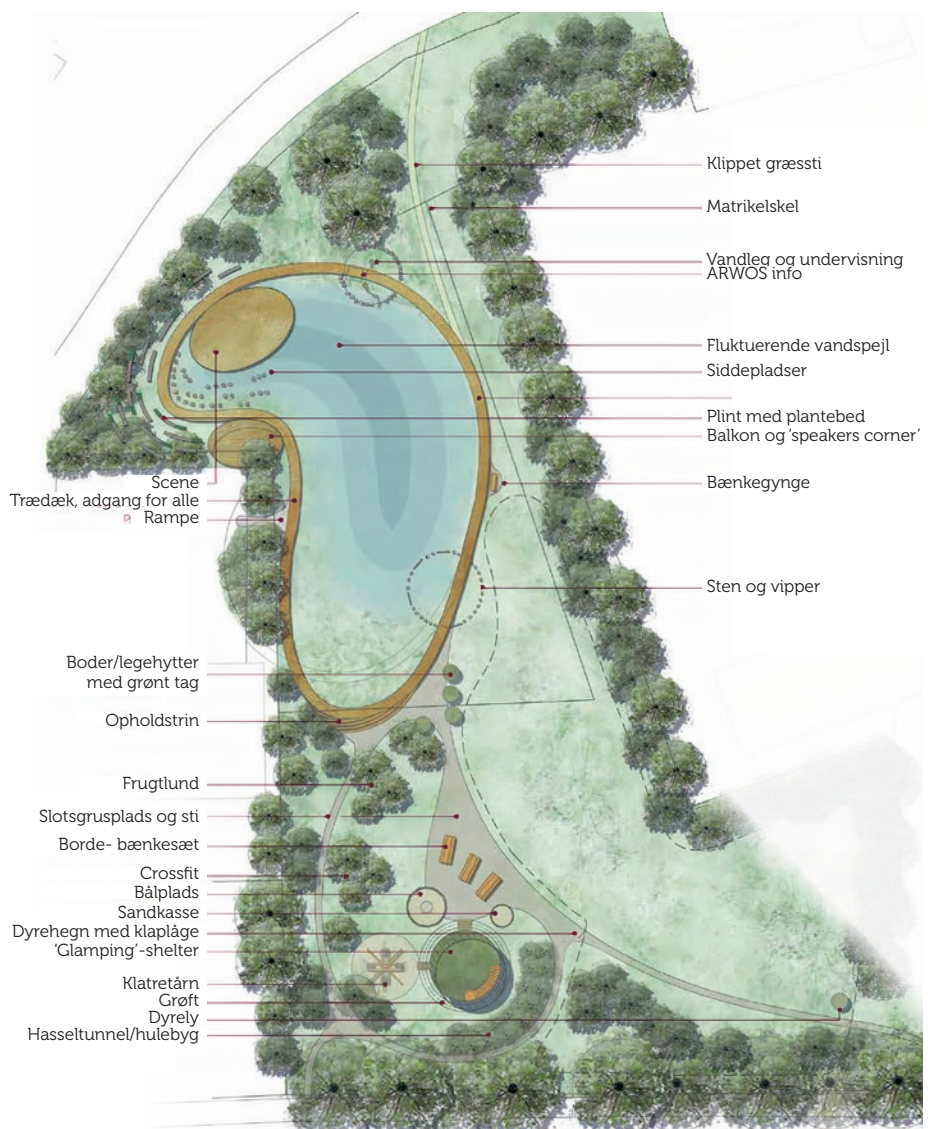 Klippet græssti
Matrikelskel
Vandleg og undervisning
ARWOS info
Fluktuerende vandspejl
Siddepladser
Plint med plantebed
Balkon og 'speakers corner'
Bænkegynge
Sten og vipper
Scene
Trædæk, adgang for alle
P
Rampe
Boder/legehytter
med grønt tag
Opholdstrin
Frugtlund
Slotsgrusplads og sti
Borde- bænkesæt
Crossfit
Bålplads
Sandkasse
Dyrehegn med klaplåge
'Glamping'-shelter
Klatretårn
Grøft
Dyrely
Hasseltunnel/hulebyg